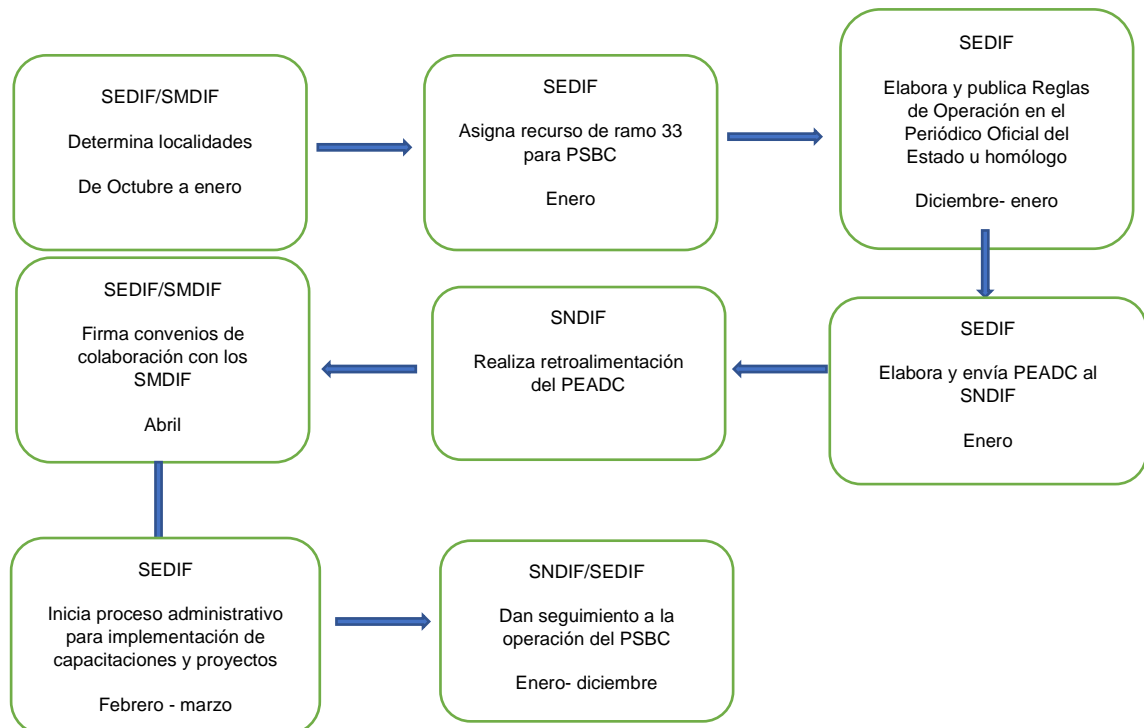 SEDIF/SMDIF
Determina localidades
De Octubre a enero
SEDIF
Asigna recurso de ramo 33
para PSBC
Enero
SEDIF
Elabora y publica Reglas
de Operación en el
Periódico Oficial del
Estado u homólogo
Diciembre- enero
SEDIF
Elabora y envía PEADC al
SNDIF
Enero
SNDIF
Realiza retroalimentación
del PEADC
SEDIF/SMDIF
Firma convenios de
colaboración con los
SMDIF
Abril
SEDIF
Inicia proceso administrativo
para implementación de
capacitaciones y proyectos
Febrero - marzo
SNDIF/SEDIF
Dan seguimiento a la
operación del PSBC
Enero- diciembre